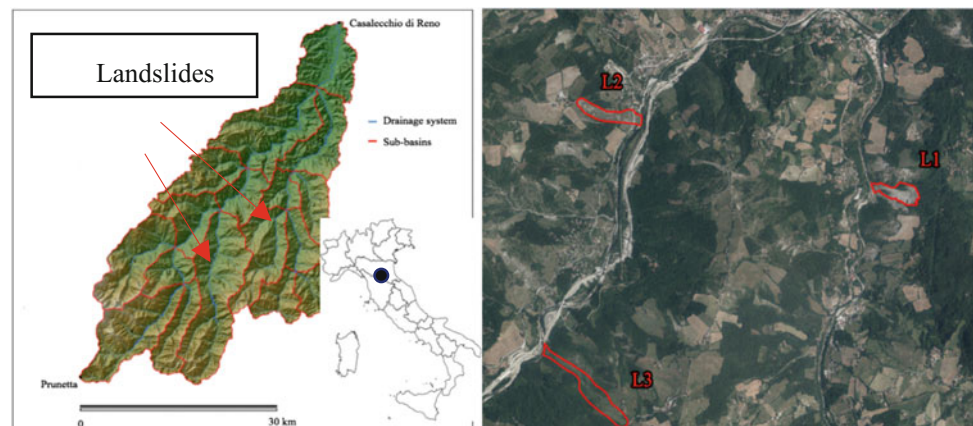 Casalecchio di Reno
Landslides
Drainage system
Sub-basins
Prunetta
0
30 km
L2
L1
L3